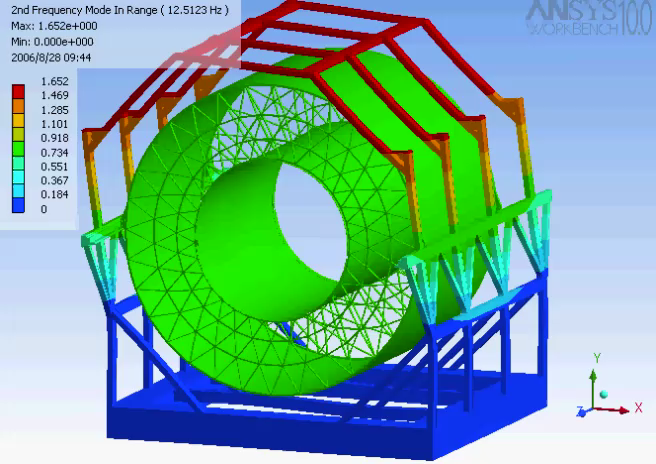 2nd Frequency Mode In Range ( 12.5123 Hz )
Max: 1.652e+000
Min: 0.000e+000
2006/8/28 09:44
ANSYS 10.0
WORKBENCH
1.652
1.469
1.285
1.101
0.918
0.734
0.551
0.367
0.184
0
Y
X
Z